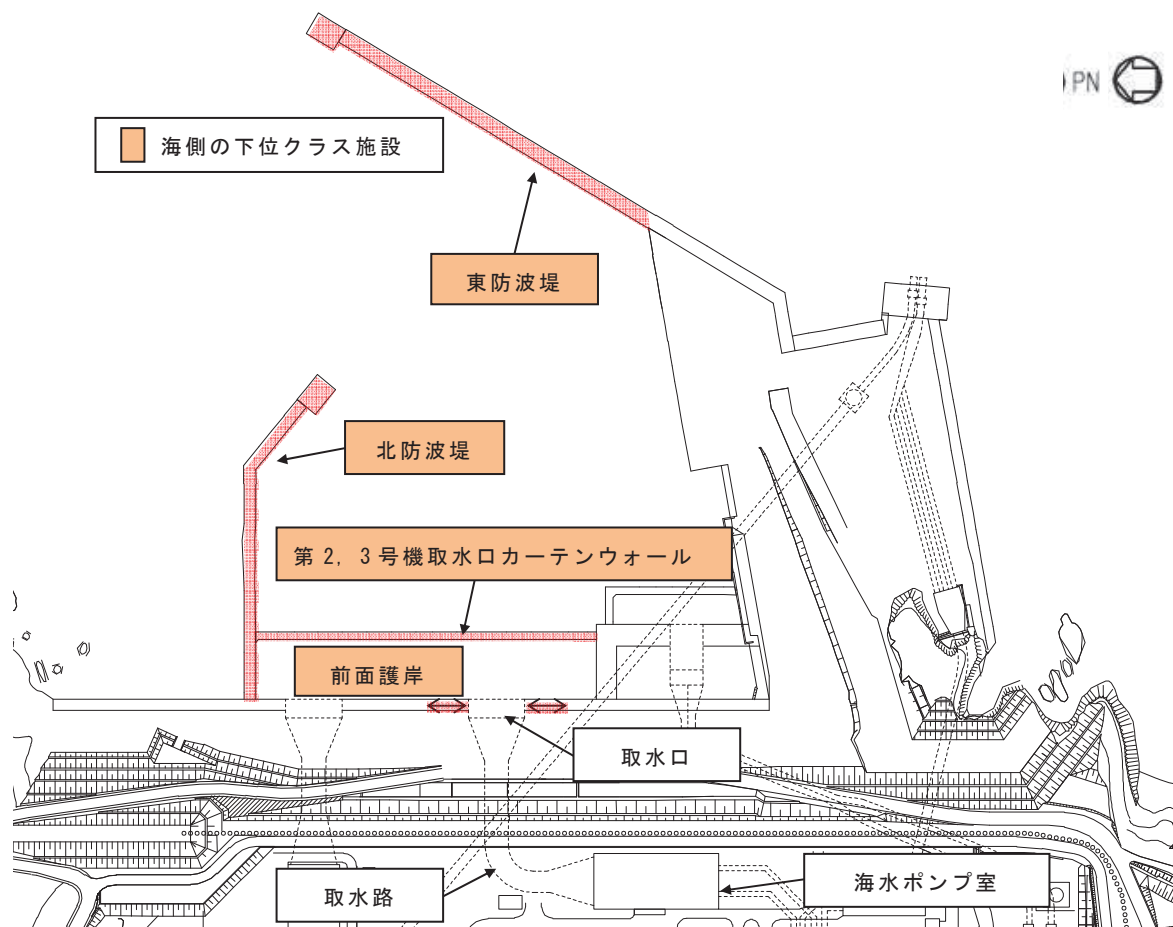 PN
海側の下位クラス施設
東防波堤
北防波堤
第2,3号機取水口カーテンウォール
前面護岸
取水口
取水路
海水ポンプ室